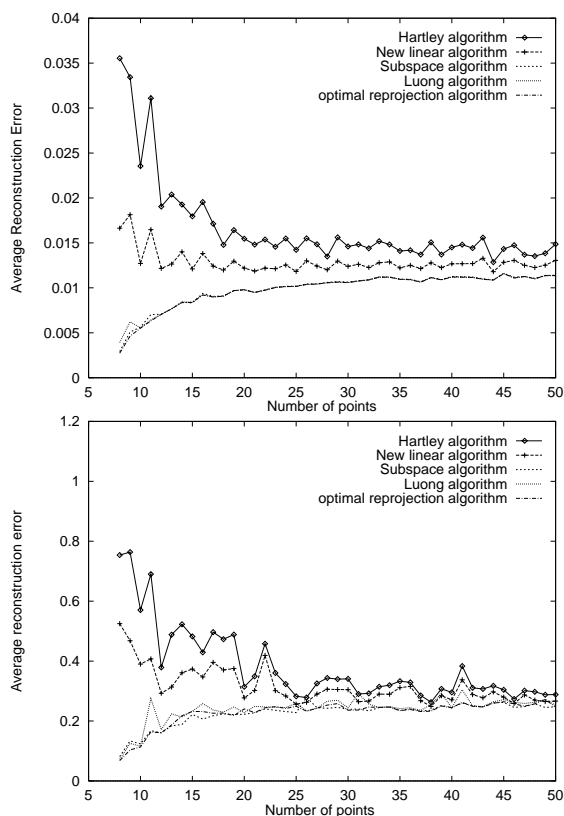 0.04
0.035
0.03
0.025
0.02
0.015
0.01
0.005
0
Average Reconstruction Error
Hartley algorithm
New linear algorithm
Subspace algorithm
Luong algorithm
optimal reprojection algorithm
5 10 15 20 25 30 35 40 45 50
Number of points
1.2
1
0.8
0.6
0.4
0.2
0
Average reconstruction error
Hartley algorithm
New linear algorithm
Subspace algorithm
Luong algorithm
optimal reprojection algorithm
5 10 15 20 25 30 35 40 45 50
Number of points